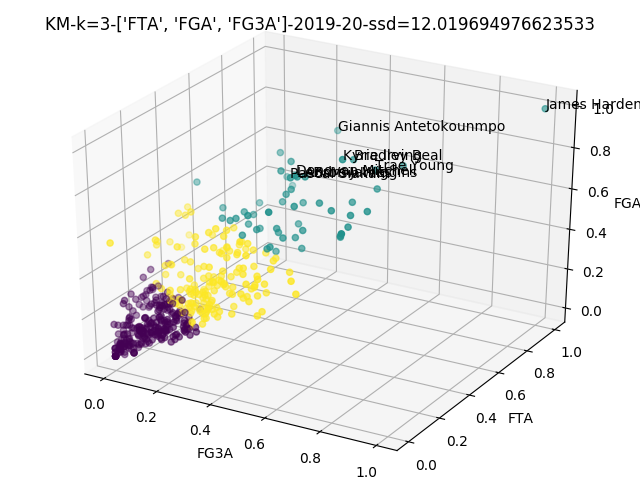 KM-k=3-['FTA', 'FGA', 'FG3A']-2019-20-ssd=12.019694976623533
James Harden
Giannis Antetokounmpo
Bradley Beal
Trae Young
1.0
0.8
0.6
0.4
0.2
0.0
FGA
0.0
0.2
0.4
0.6
0.8
1.0
FG3A
0.0
0.2
0.4
0.6
0.8
1.0
FTA